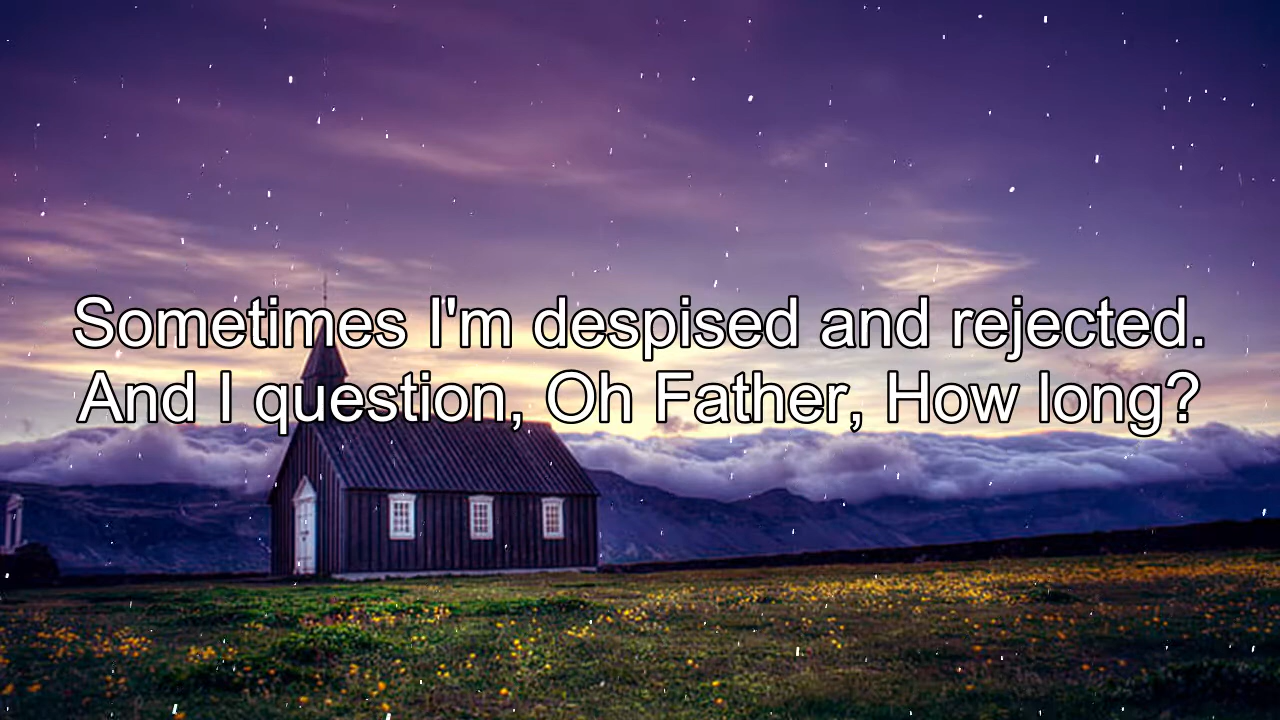 Sometimes I'm despised and rejected.
And I question, Oh Father, How long?